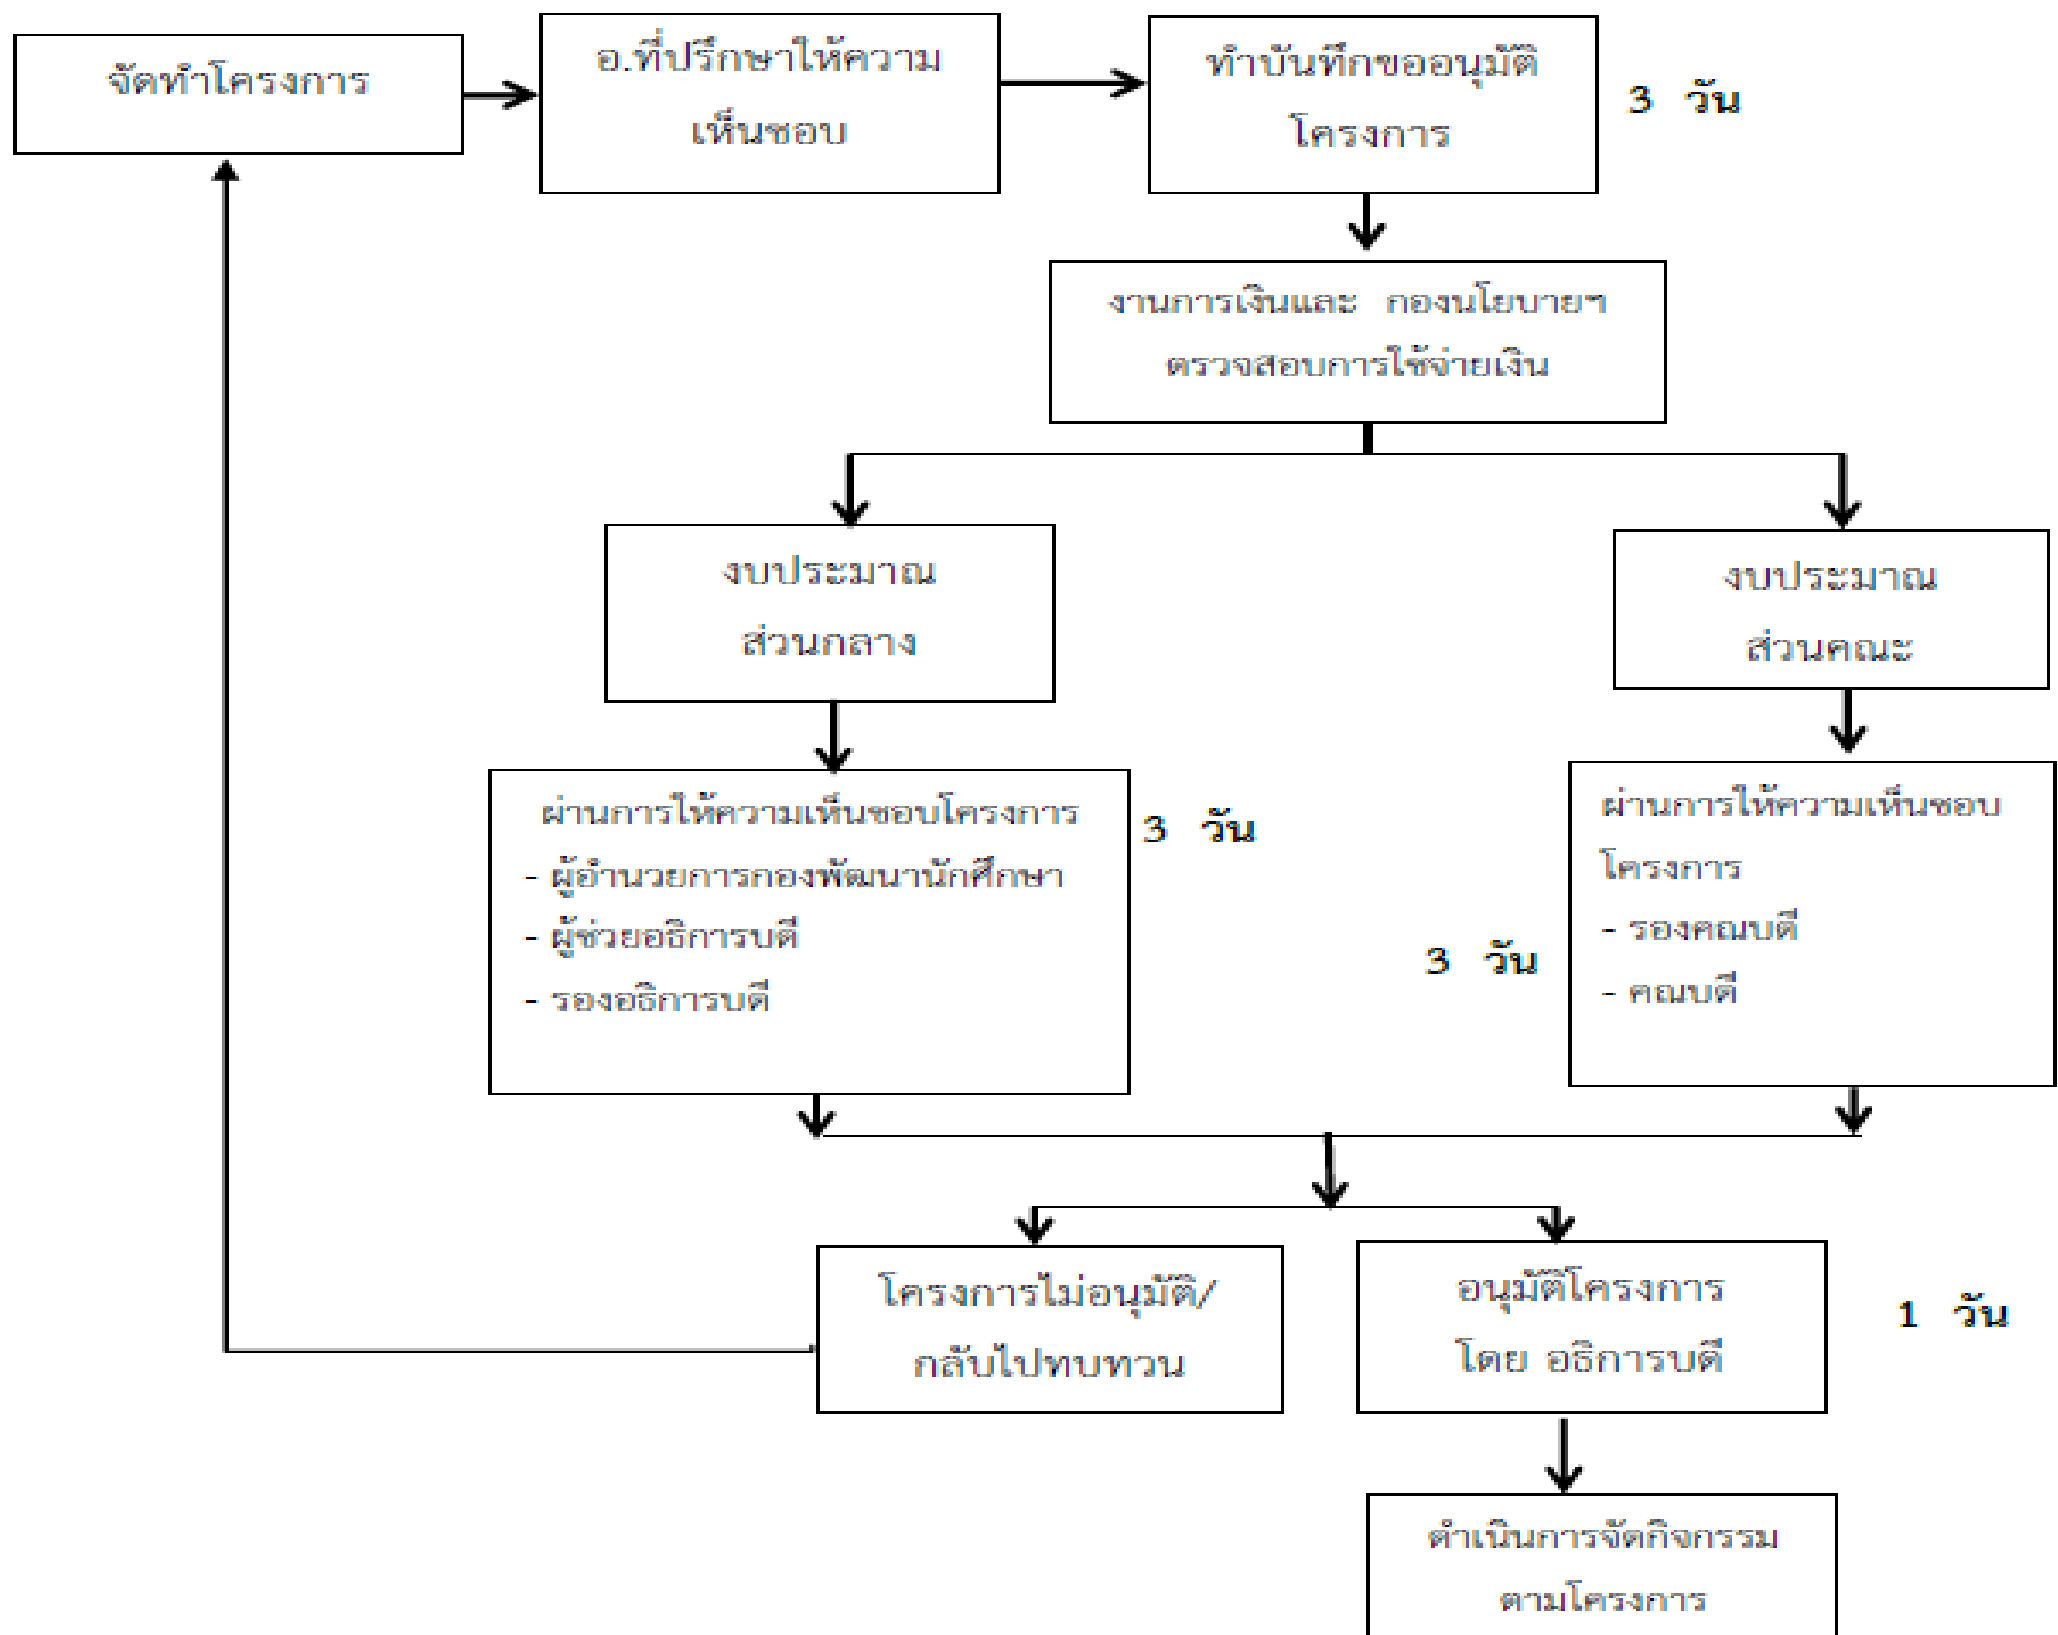 จัดทำโครงการ
อ.ที่ปรึกษาให้ความ
เห็นชอบ
ทำบันทึกขออนุมัติ
โครงการ
3 วัน
งานการเงินและ กองนโยบายฯ
ตรวจสอบการใช้จ่ายเงิน
งบประมาณ
ส่วนกลาง
งบประมาณ
ส่วนคณะ
ผ่านการให้ความเห็นชอบโครงการ
- ผู้อำนวยการกองพัฒนานักศึกษา
- ผู้ช่วยอธิการบดี
- รองอธิการบดี
3 วัน
ผ่านการให้ความเห็นชอบ
โครงการ
- รองคณบดี
- คณบดี
3 วัน
โครงการไม่อนุมัติ/
กลับไปทบทวน
อนุมัติโครงการ
โดย อธิการบดี
1 วัน
ดำเนินการจัดกิจกรรม
ตามโครงการ